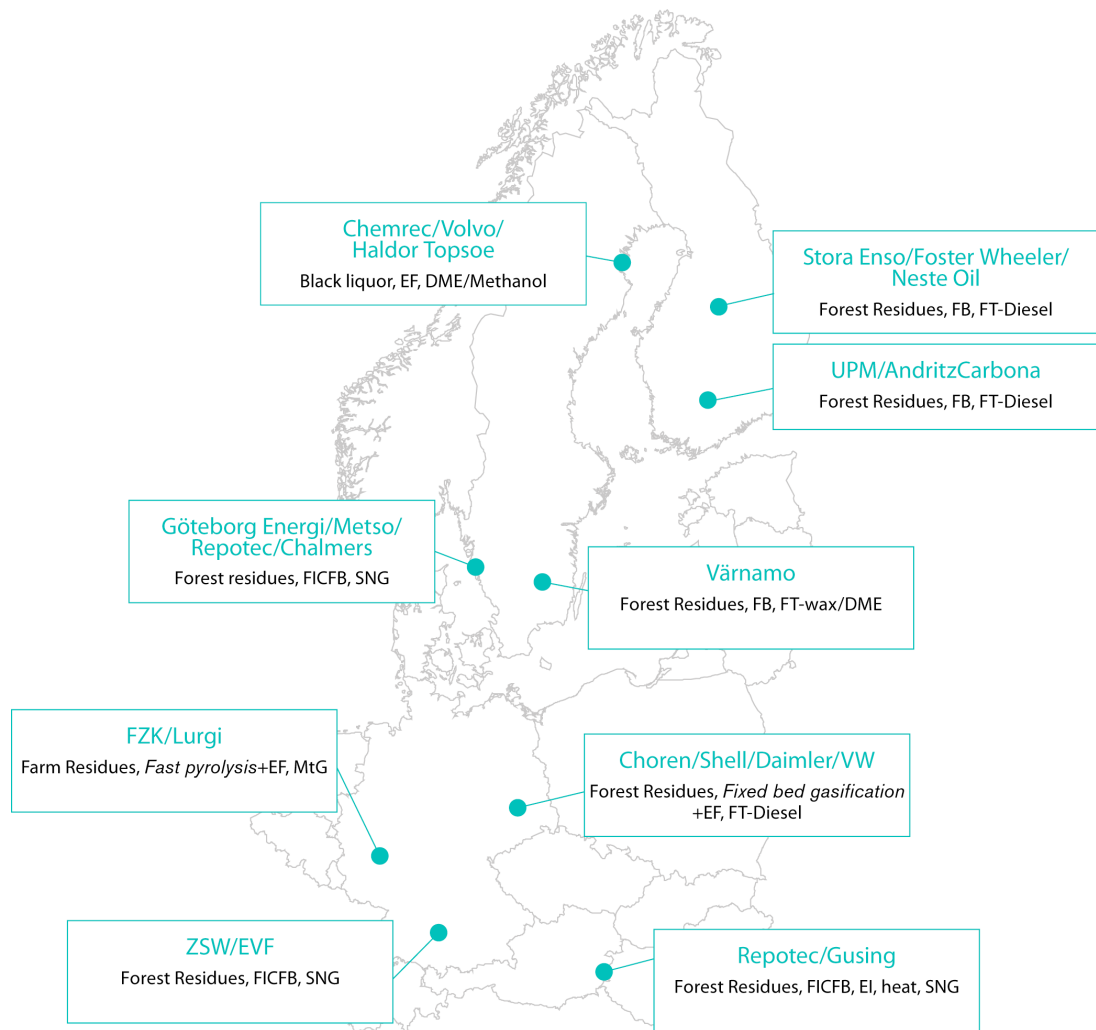 Chemrec/Volvo/
Haldor Topsoe
Black liquor, EF, DME/Methanol
Stora Enso/Foster Wheeler/
Neste Oil
Forest Residues, FB, FT-Diesel
UPM/AndritzCarbona
Forest Residues, FB, FT-Diesel
Göteborg Energi/Metso/
Repotec/Chalmers
Forest residues, FICFB, SNG
Värnamo
Forest Residues, FB, FT-wax/DME
FZK/Lurgi
Farm Residues, Fast pyrolysis+EF, MtG
Choren/Shell/Daimler/VW
Forest Residues, Fixed bed gasification
+EF, FT-Diesel
ZSW/EVF
Forest Residues, FICFB, SNG
Repotec/Gusing
Forest Residues, FICFB, EI, heat, SNG